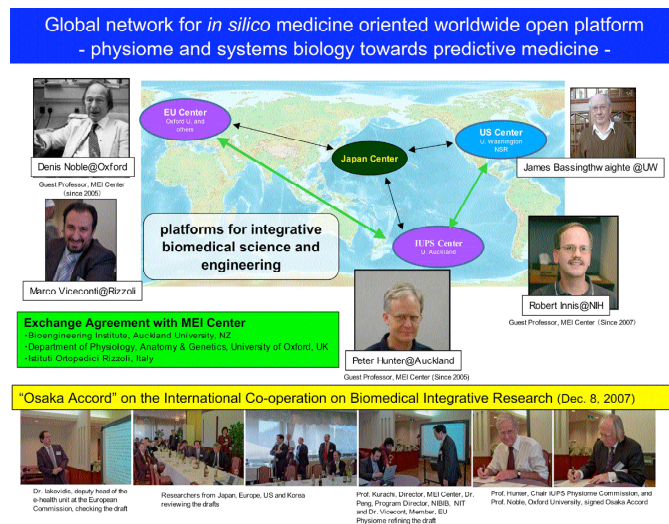 Global network for in silico medicine oriented worldwide open platform
- physiome and systems biology towards predictive medicine -
EU Center
Oxford U. and
others
US Center
U. Washington
NSR
Japan Center
Denis Noble@Oxford
Guest Professor, MEI Center
(since 2005)
James Bassingthwaighte @UW
platforms for integrative
biomedical science and
engineering
IUPS Center
U. Auckland
Marco Viceconti@Rizzoli
Robert Innis@NIH
Guest Professor, MEI Center (Since 2007)
Exchange Agreement with MEI Center
・Bioengineering Institute, Auckland University, NZ
・Department of Physiology, Anatomy & Genetics, University of Oxford, UK
・Istituti Ortopedici Rizzoli, Italy
Peter Hunter@Auckland
Guest Professor, MEI Center (Since 2005)
"Osaka Accord" on the International Co-operation on Biomedical Integrative Research (Dec. 8, 2007)
Dr. Iakovidis, deputy head of the
e-health unit at the European
Commission, checking the draft
Researchers from Japan, Europe, US and Korea
reviewing the drafts
Prof. Kurachi, Director, MEI Center, Dr.
Peng, Program Director, NIBIB, NIT
and Dr. Vicecont, Member, EU
Physiome refining the draft
Prof. Hunter, Chair IUPS Physiome Commission, and
Prof. Noble, Oxford University, signed Osaka Accord